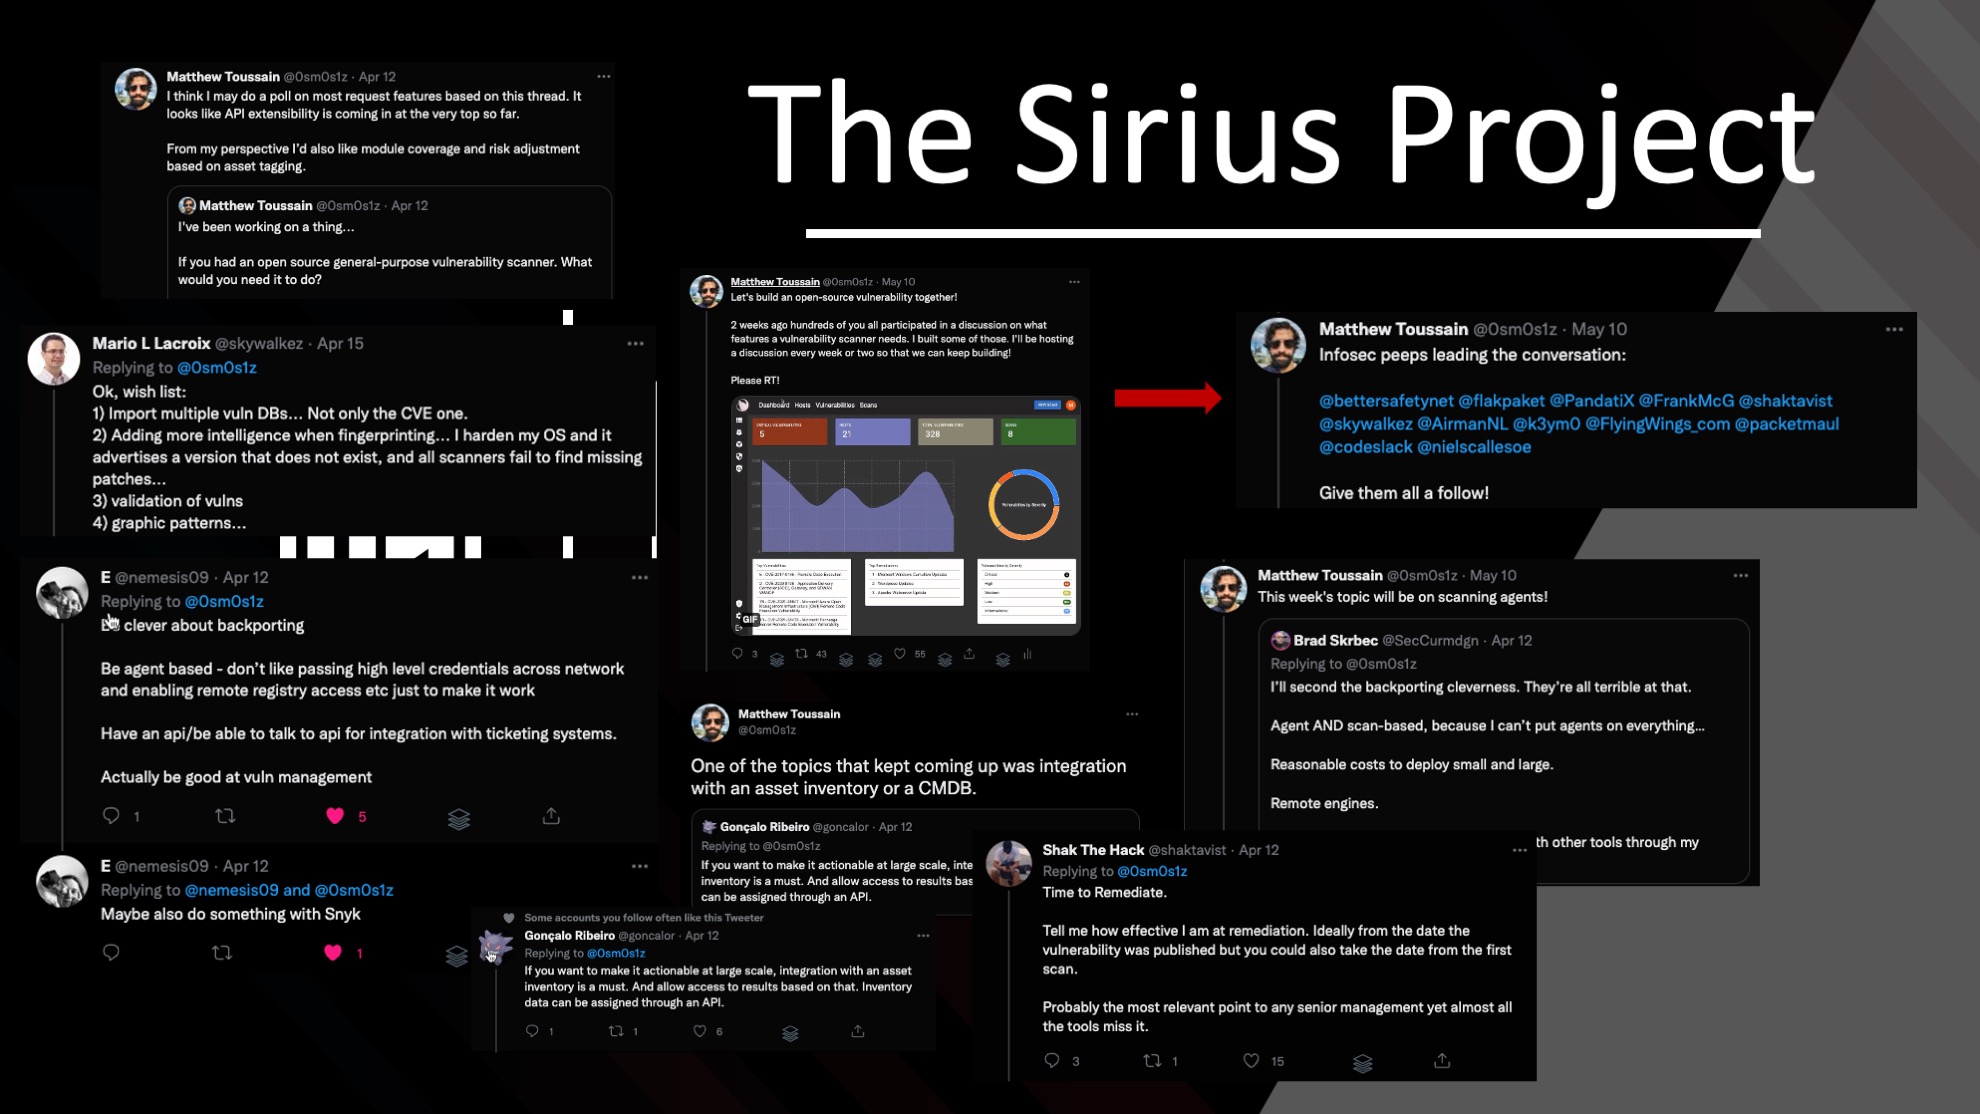 The Sirius Project
Matthew Toussain @0sm0s1z · Apr 12
I think I may do a poll on most request features based on this thread. It
looks like API extensibility is coming in at the very top so far.
From my perspective I'd also like module coverage and risk adjustment
based on asset tagging.
Matthew Toussain @0sm0s1z · Apr 12
I've been working on a thing...
If you had an open source general-purpose vulnerability scanner. What
would you need it to do?
Mario L Lacroix @skywalkez · Apr 15
Replying to @0sm0s1z
Ok, wish list:
1) Import multiple vuln DBs... Not only the CVE one.
2) Adding more intelligence when fingerprinting... I harden my OS and it
advertises a version that does not exist, and all scanners fail to find missing
patches...
3) validation of vulns
4) graphic patterns...
E @nemesis09 · Apr 12
Replying to @0sm0s1z
clever about backporting
Be agent based - don't like passing high level credentials across network
and enabling remote registry access etc just to make it work
Have an api/be able to talk to api for integration with ticketing systems.
Actually be good at vuln management
1
5
E @nemesis09 · Apr 12
Replying to @nemesis09 and @0sm0s1z
Maybe also do something with Snyk
1
Matthew Toussain @0sm0s1z · May 10
Let's build an open-source vulnerability together!
2 weeks ago hundreds of you all participated in a discussion on what
features a vulnerability scanner needs. I built some of those. I'll be hosting
a discussion every week or two so that we can keep building!
Please RT!
Dashboard Hosts Vulnerabilities Scans
5
21
328
8
Vulnerabilities by Severity
GIF
3
43
55
Matthew Toussain
@0sm0s1z
One of the topics that kept coming up was integration
with an asset inventory or a CMDB.
Gonçalo Ribeiro @goncalor · Apr 12
Replying to @0sm0s1z
If you want to make it actionable at large scale, inte
inventory is a must. And allow access to results bas
can be assigned through an API.
Some accounts you follow often like this Tweeter
Gonçalo Ribeiro @goncalor · Apr 12
Replying to @0sm0s1z
If you want to make it actionable at large scale, integration with an asset
inventory is a must. And allow access to results based on that. Inventory
data can be assigned through an API.
1
1
6
Matthew Toussain @0sm0s1z · May 10
Infosec peeps leading the conversation:
@bettersafetynet @flakpaket @PandatiX @FrankMcG @shaktavist
@skywalkez @AirmanNL @k3ym0 @FlyingWings_com @packetmaul
@codeslack @nielscallesoe
Give them all a follow!
Matthew Toussain @0sm0s1z · May 10
This week's topic will be on scanning agents!
Brad Skrbec @SecCurmdgn · Apr 12
Replying to @0sm0s1z
I'll second the backporting cleverness. They're all terrible at that.
Agent AND scan-based, because I can't put agents on everything...
Reasonable costs to deploy small and large.
Remote engines.
th other tools through my
Shak The Hack @shaktavist · Apr 12
Replying to @0sm0s1z
Time to Remediate.
Tell me how effective I am at remediation. Ideally from the date the
vulnerability was published but you could also take the date from the first
scan.
Probably the most relevant point to any senior management yet almost all
the tools miss it.
3
1
15